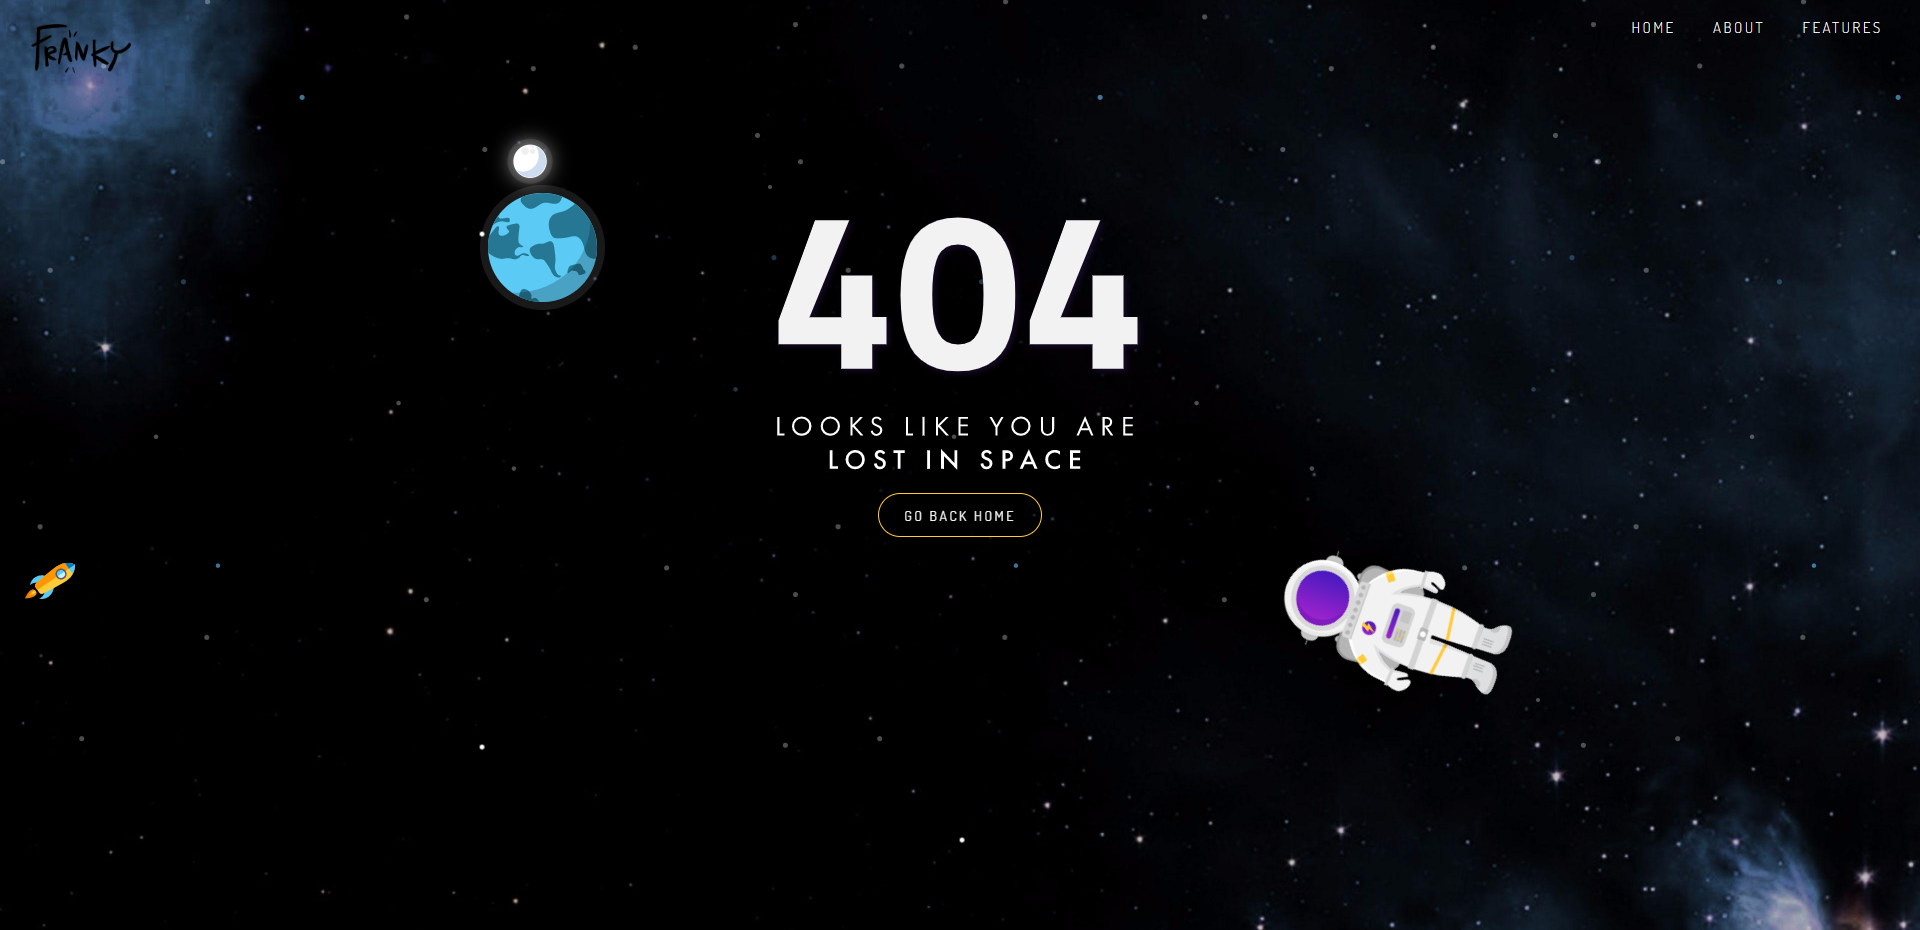 FRANKY
HOME ABOUT FEATURES
404
LOOKS LIKE YOU ARE
LOST IN SPACE
GO BACK HOME